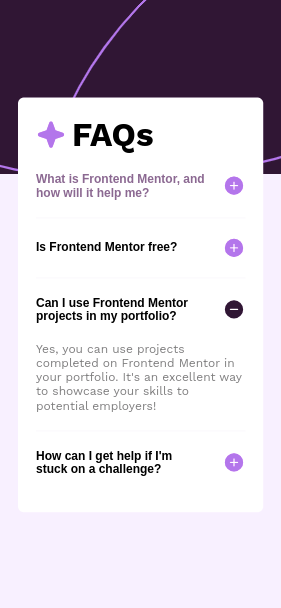 FAQs
What is Frontend Mentor, and
how will it help me?
Is Frontend Mentor free?
Can I use Frontend Mentor
projects in my portfolio?
Yes, you can use projects
completed on Frontend Mentor in
your portfolio. It's an excellent way
to showcase your skills to
potential employers!
How can I get help if I'm
stuck on a challenge?